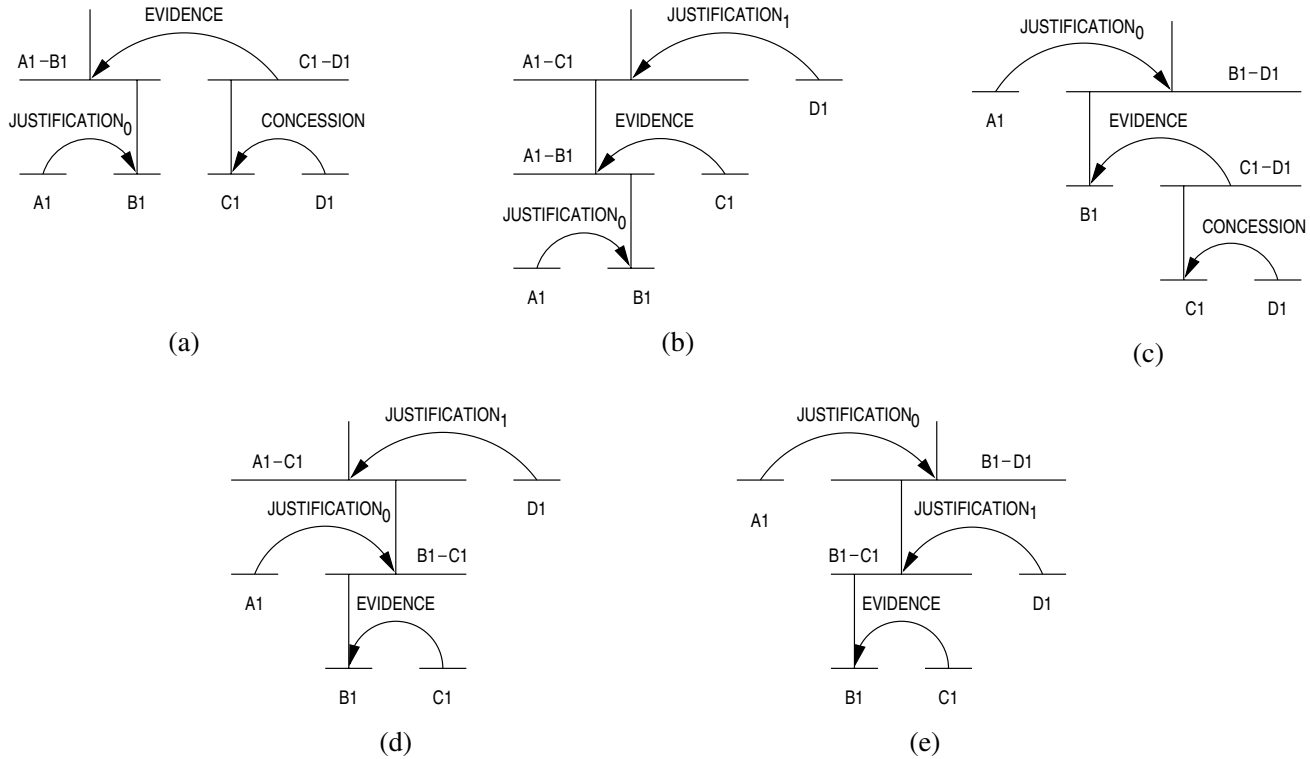 EVIDENCE
A1–B1
C1–D1
JUSTIFICATION0
CONCESSION
A1
B1
C1
D1
(a)
JUSTIFICATION1
A1–C1
D1
EVIDENCE
A1–B1
C1
JUSTIFICATION0
A1
B1
(b)
JUSTIFICATION0
B1–D1
A1
EVIDENCE
C1–D1
B1
CONCESSION
C1
D1
(c)
JUSTIFICATION1
A1–C1
D1
JUSTIFICATION0
B1–C1
A1
EVIDENCE
B1
C1
(d)
JUSTIFICATION0
B1–D1
A1
JUSTIFICATION1
B1–C1
D1
EVIDENCE
B1
C1
(e)